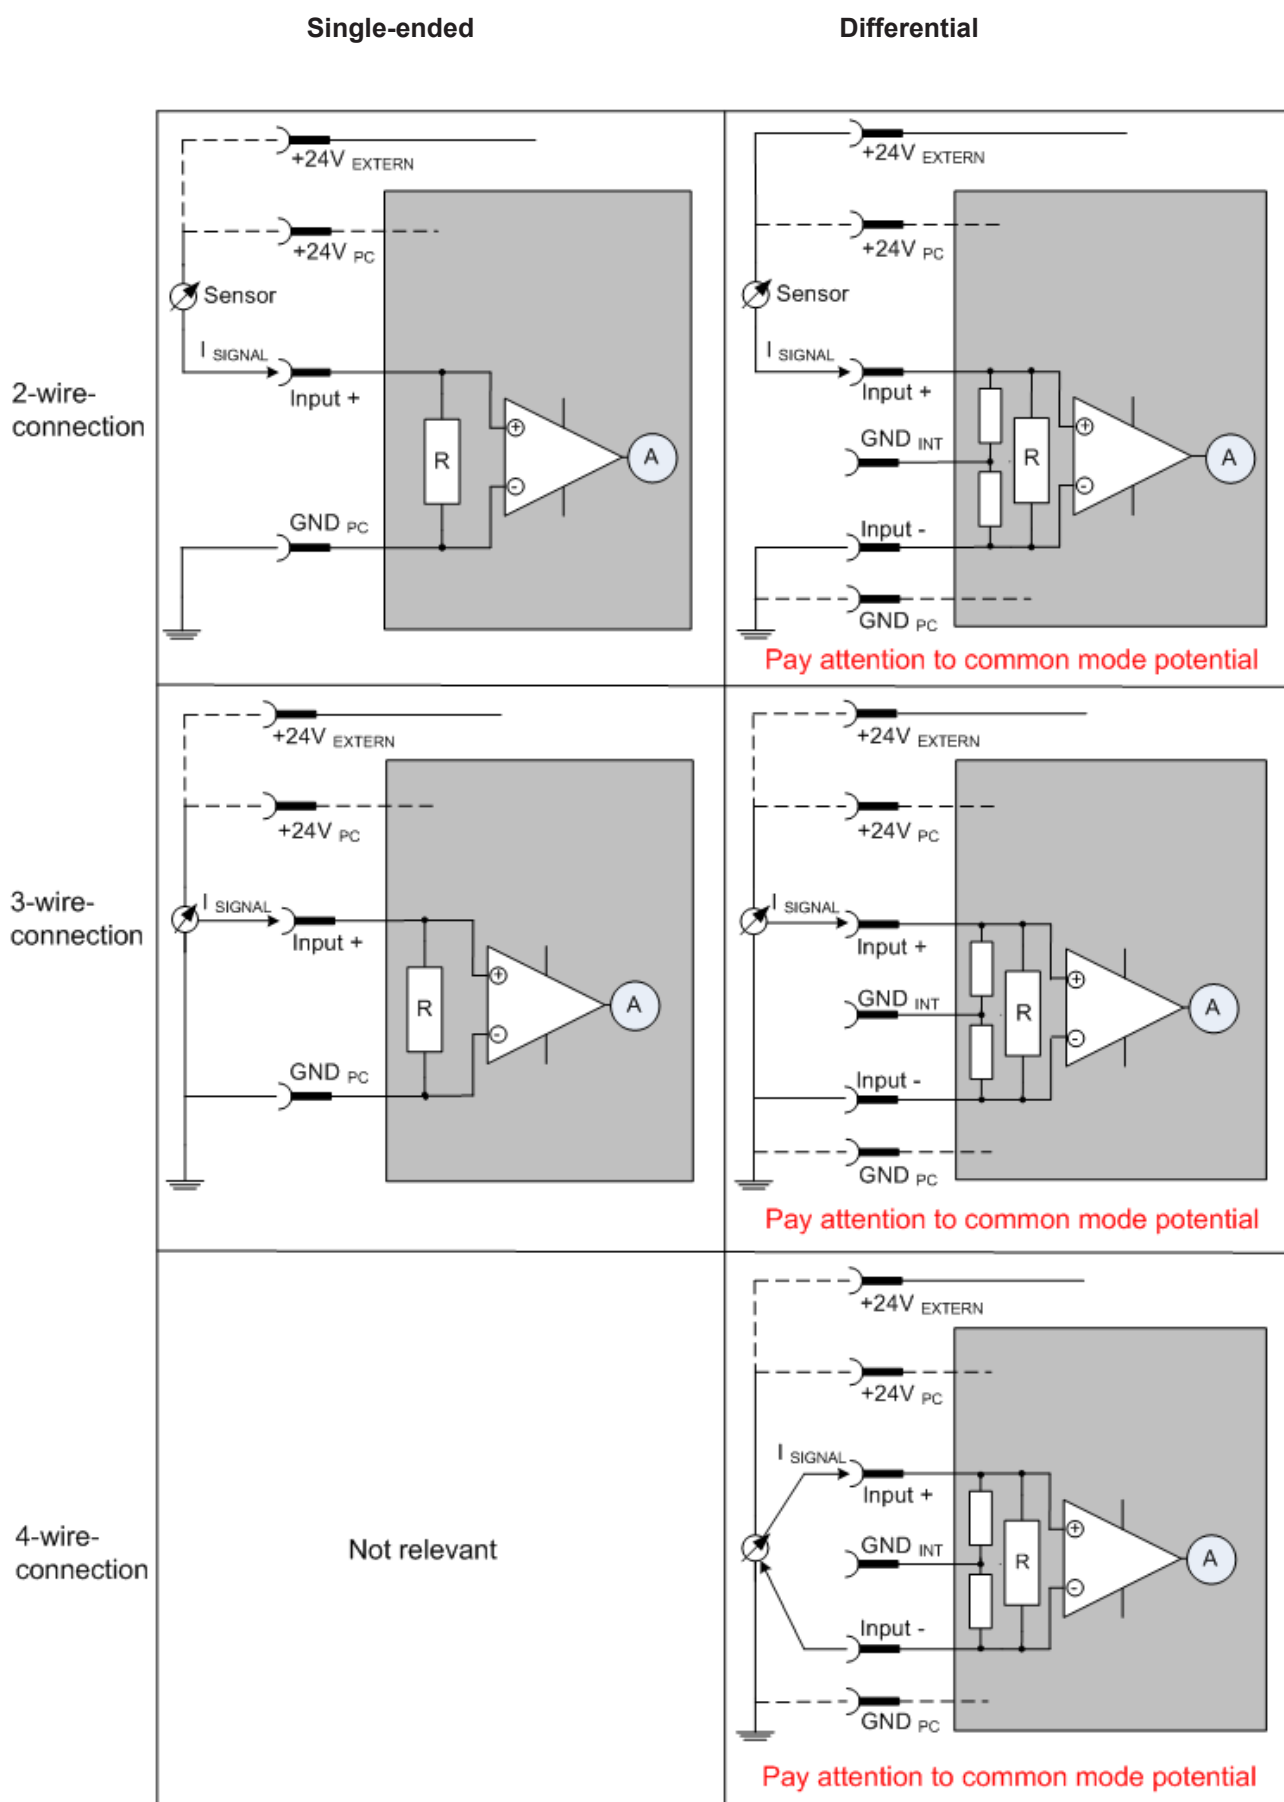 Single-ended
Differential
2-wire-
connection
+24V EXTERN
+24V PC
Sensor
I SIGNAL
Input +
R
+
-
A
GND PC
+24V EXTERN
+24V PC
Sensor
I SIGNAL
Input +
GND INT
R
+
-
A
Input -
GND PC
Pay attention to common mode potential
3-wire-
connection
+24V EXTERN
+24V PC
I SIGNAL
Input +
R
+
-
A
GND PC
+24V EXTERN
+24V PC
I SIGNAL
Input +
GND INT
R
+
-
A
Input -
GND PC
Pay attention to common mode potential
4-wire-
connection
Not relevant
+24V EXTERN
+24V PC
I SIGNAL
Input +
GND INT
R
+
-
A
Input -
GND PC
Pay attention to common mode potential